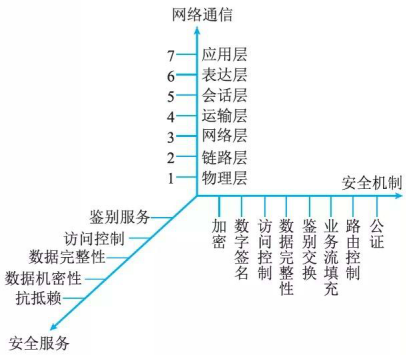 网络通信
7 应用层
6 表达层
5 会话层
4 运输层
3 网络层
2 链路层
1 物理层
安全机制
加密
数字签名
访问控制
数据完整性
鉴别交换
业务流填充
路由控制
公证
鉴别服务
访问控制
数据完整性
数据机密性
抗抵赖
安全服务